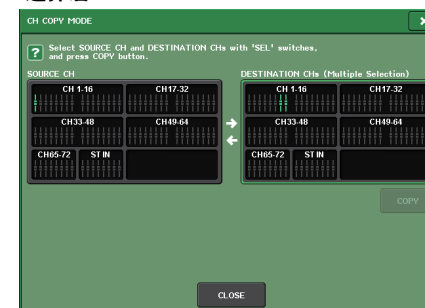 CH COPY MODE
Select SOURCE CH and DESTINATION CHs with 'SEL' switches,
and press COPY button.
SOURCE CH
DESTINATION CHs (Multiple Selection)
CH 1-16
CH17-32
CH 1-16
CH17-32
CH33-48
CH49-64
CH33-48
CH49-64
CH65-72
ST IN
CH65-72
ST IN
COPY
CLOSE